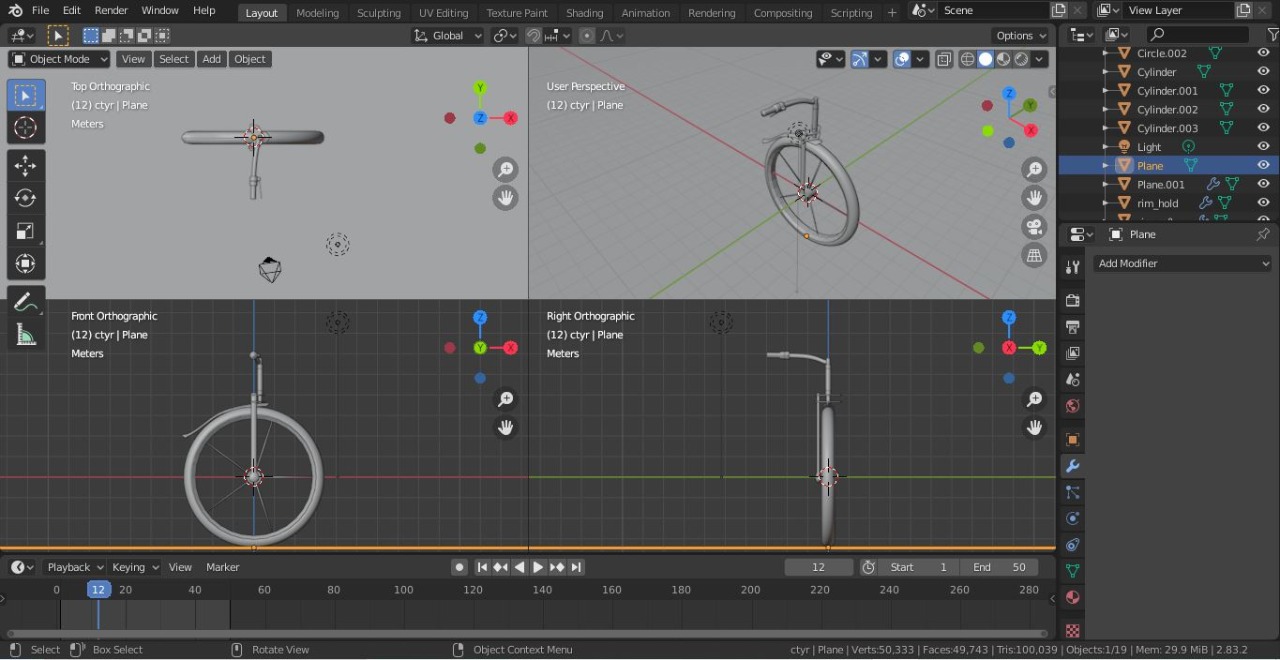 File Edit Render Window Help Layout Modeling Sculpting UV Editing Texture Paint Shading Animation Rendering Compositing Scripting + Scene View Layer
Global Options
Object Mode View Select Add Object
Top Orthographic
(12) ctyr | Plane
Meters
Y
Z
X
User Perspective
(12) ctyr | Plane
Z
Y
X
Front Orthographic
(12) ctyr | Plane
Meters
Z
Y
X
Right Orthographic
(12) ctyr | Plane
Meters
Z
X
Y
Circle.002
Cylinder
Cylinder.001
Cylinder.002
Cylinder.003
Light
Plane
Plane.001
rim_hold
Plane
Add Modifier
Playback Keying View Marker 12 Start 1 End 50
0 12 20 40 60 80 100 120 140 160 180 200 220 240 260 280
Select Box Select Rotate View Object Context Menu ctyr | Plane | Verts:50,333 | Faces:49,743 | Tris:100,039 | Objects:1/19 | Mem: 29.9 MiB | 2.83.2